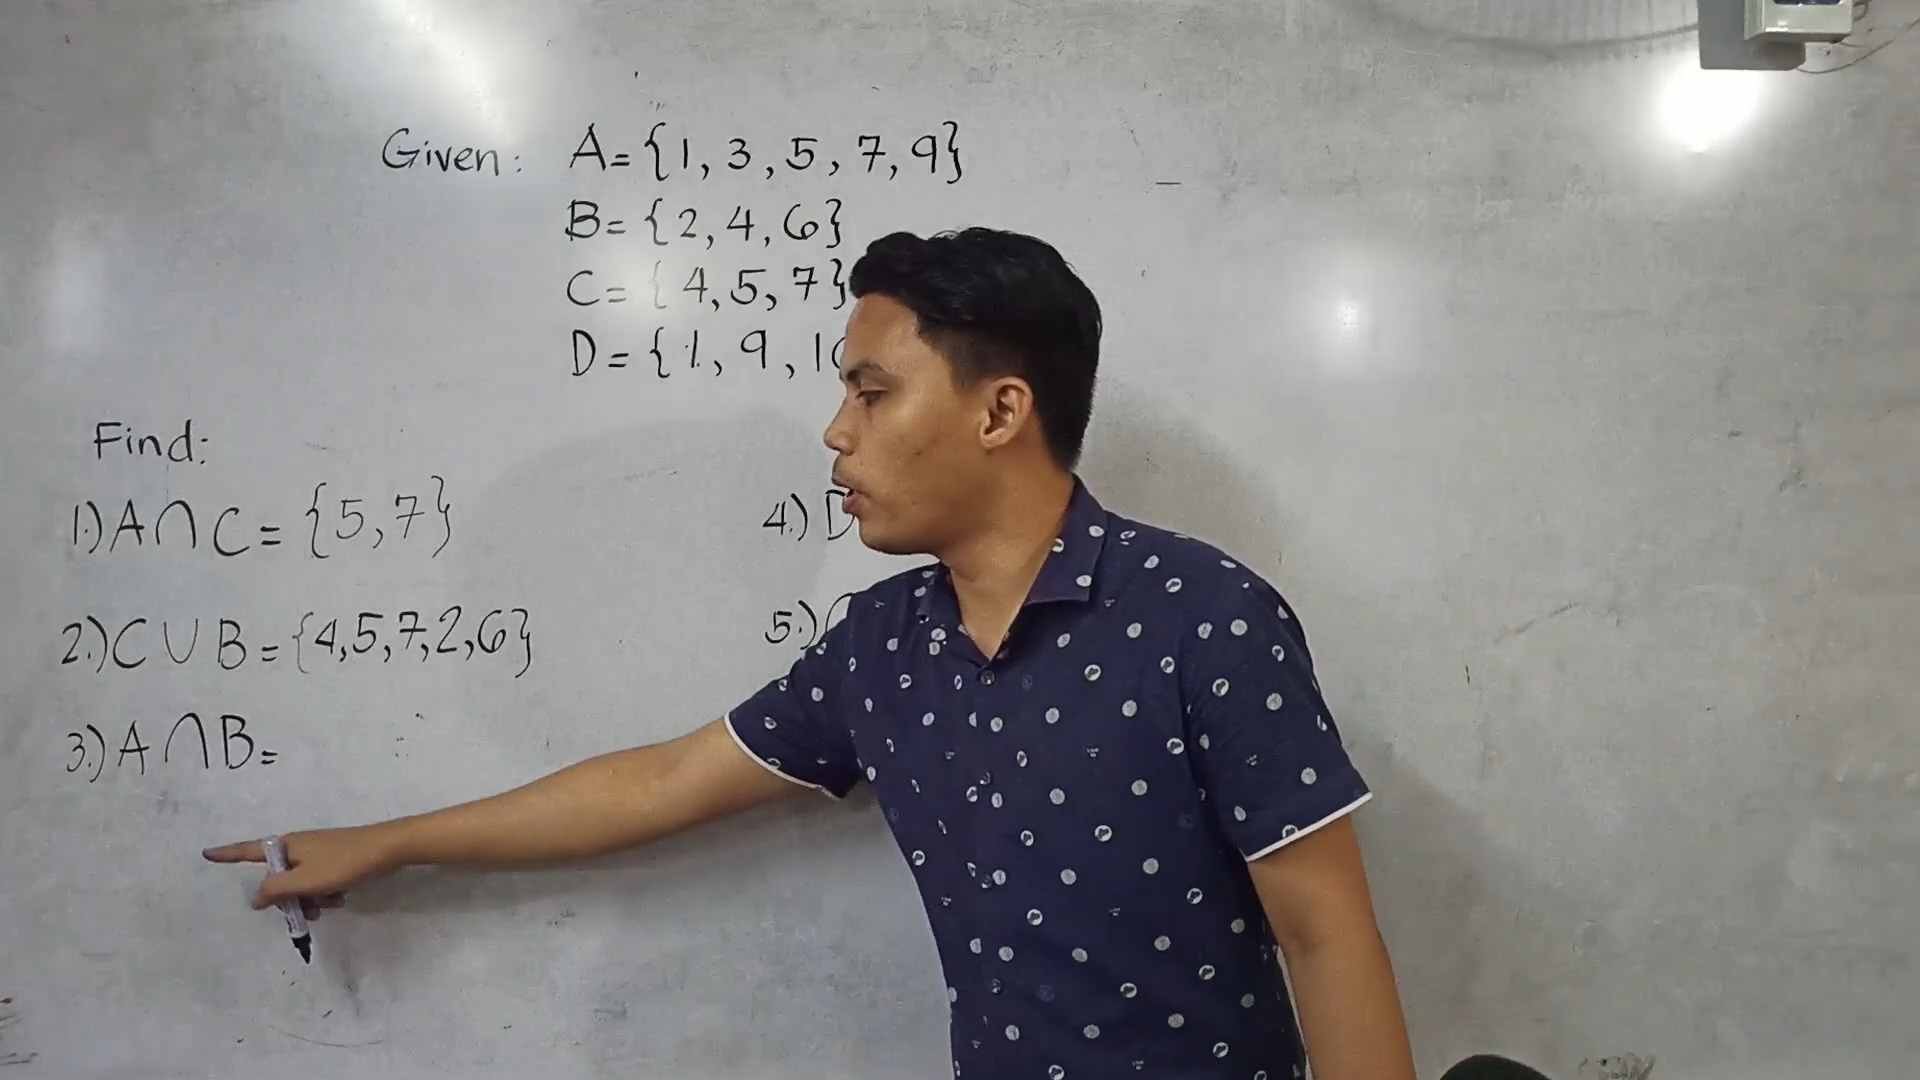 Given: A={1, 3, 5, 7, 9}
B={2, 4, 6}
C={4, 5, 7}
D={1, 9,
Find:
1.) A∩C={5,7}
2.) C∪B={4,5,7,2,6}
3.) A∩B=
4.) D
5.)